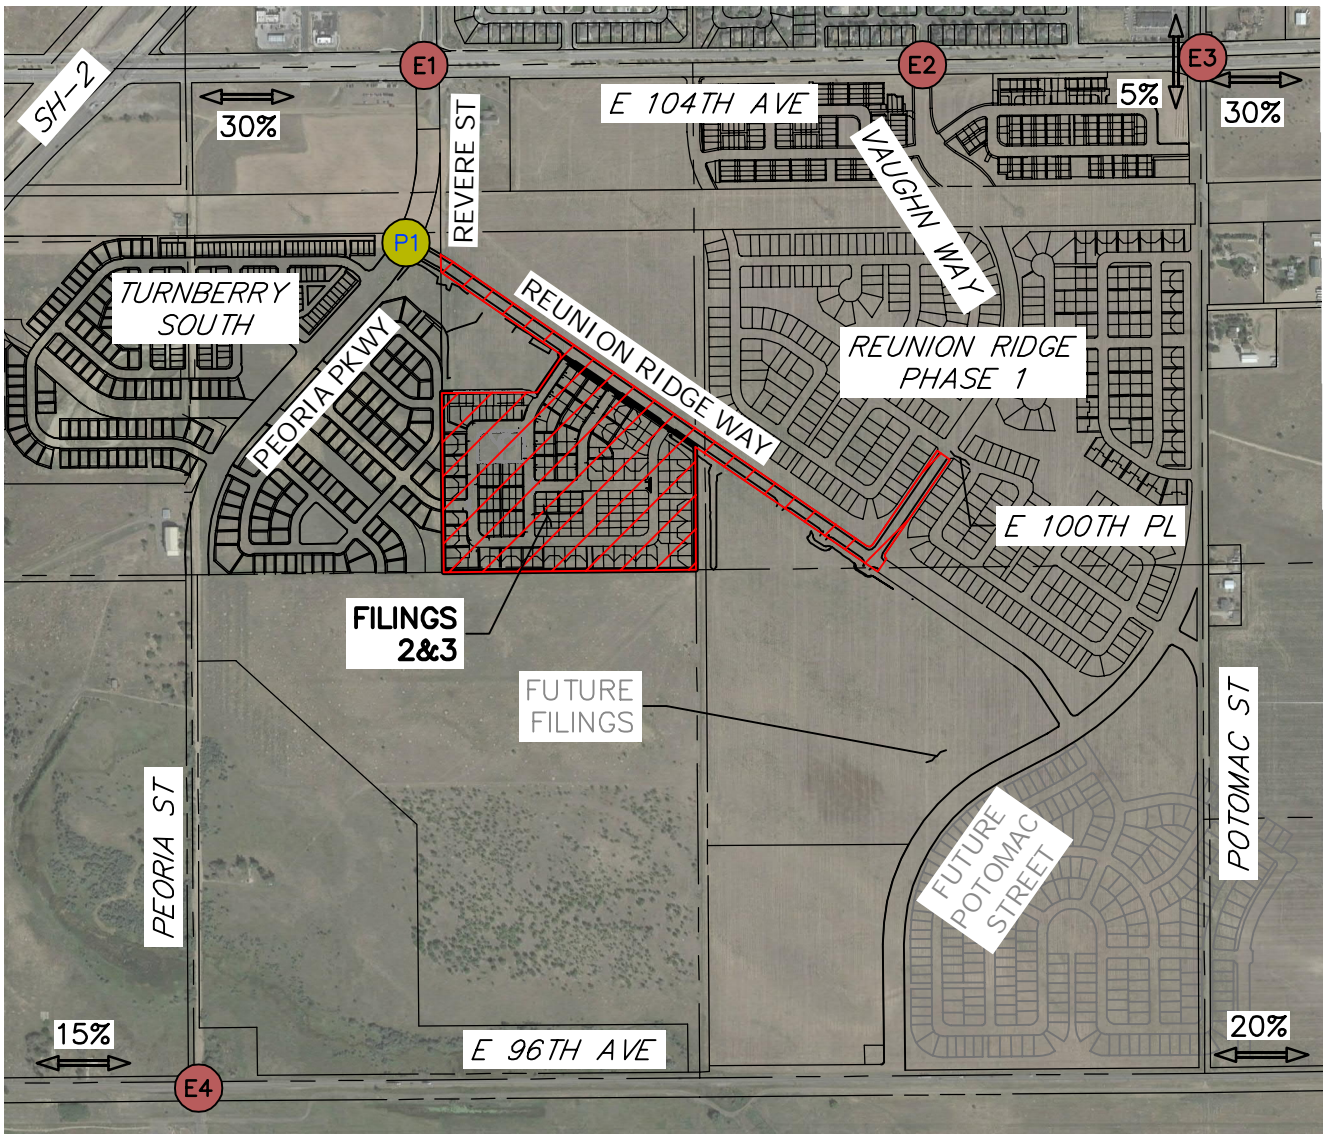 E1
E2
E3
SH-2
30%
REVERE ST
E 104TH AVE
5%
30%
VAUGHN WAY
P1
TURNBERRY
SOUTH
REUNION RIDGE WAY
PEORIA PKWY
REUNION RIDGE
PHASE 1
E 100TH PL
FILINGS
2&3
FUTURE
FILINGS
POTOMAC ST
PEORIA ST
FUTURE
POTOMAC
STREET
15%
E 96TH AVE
20%
E4